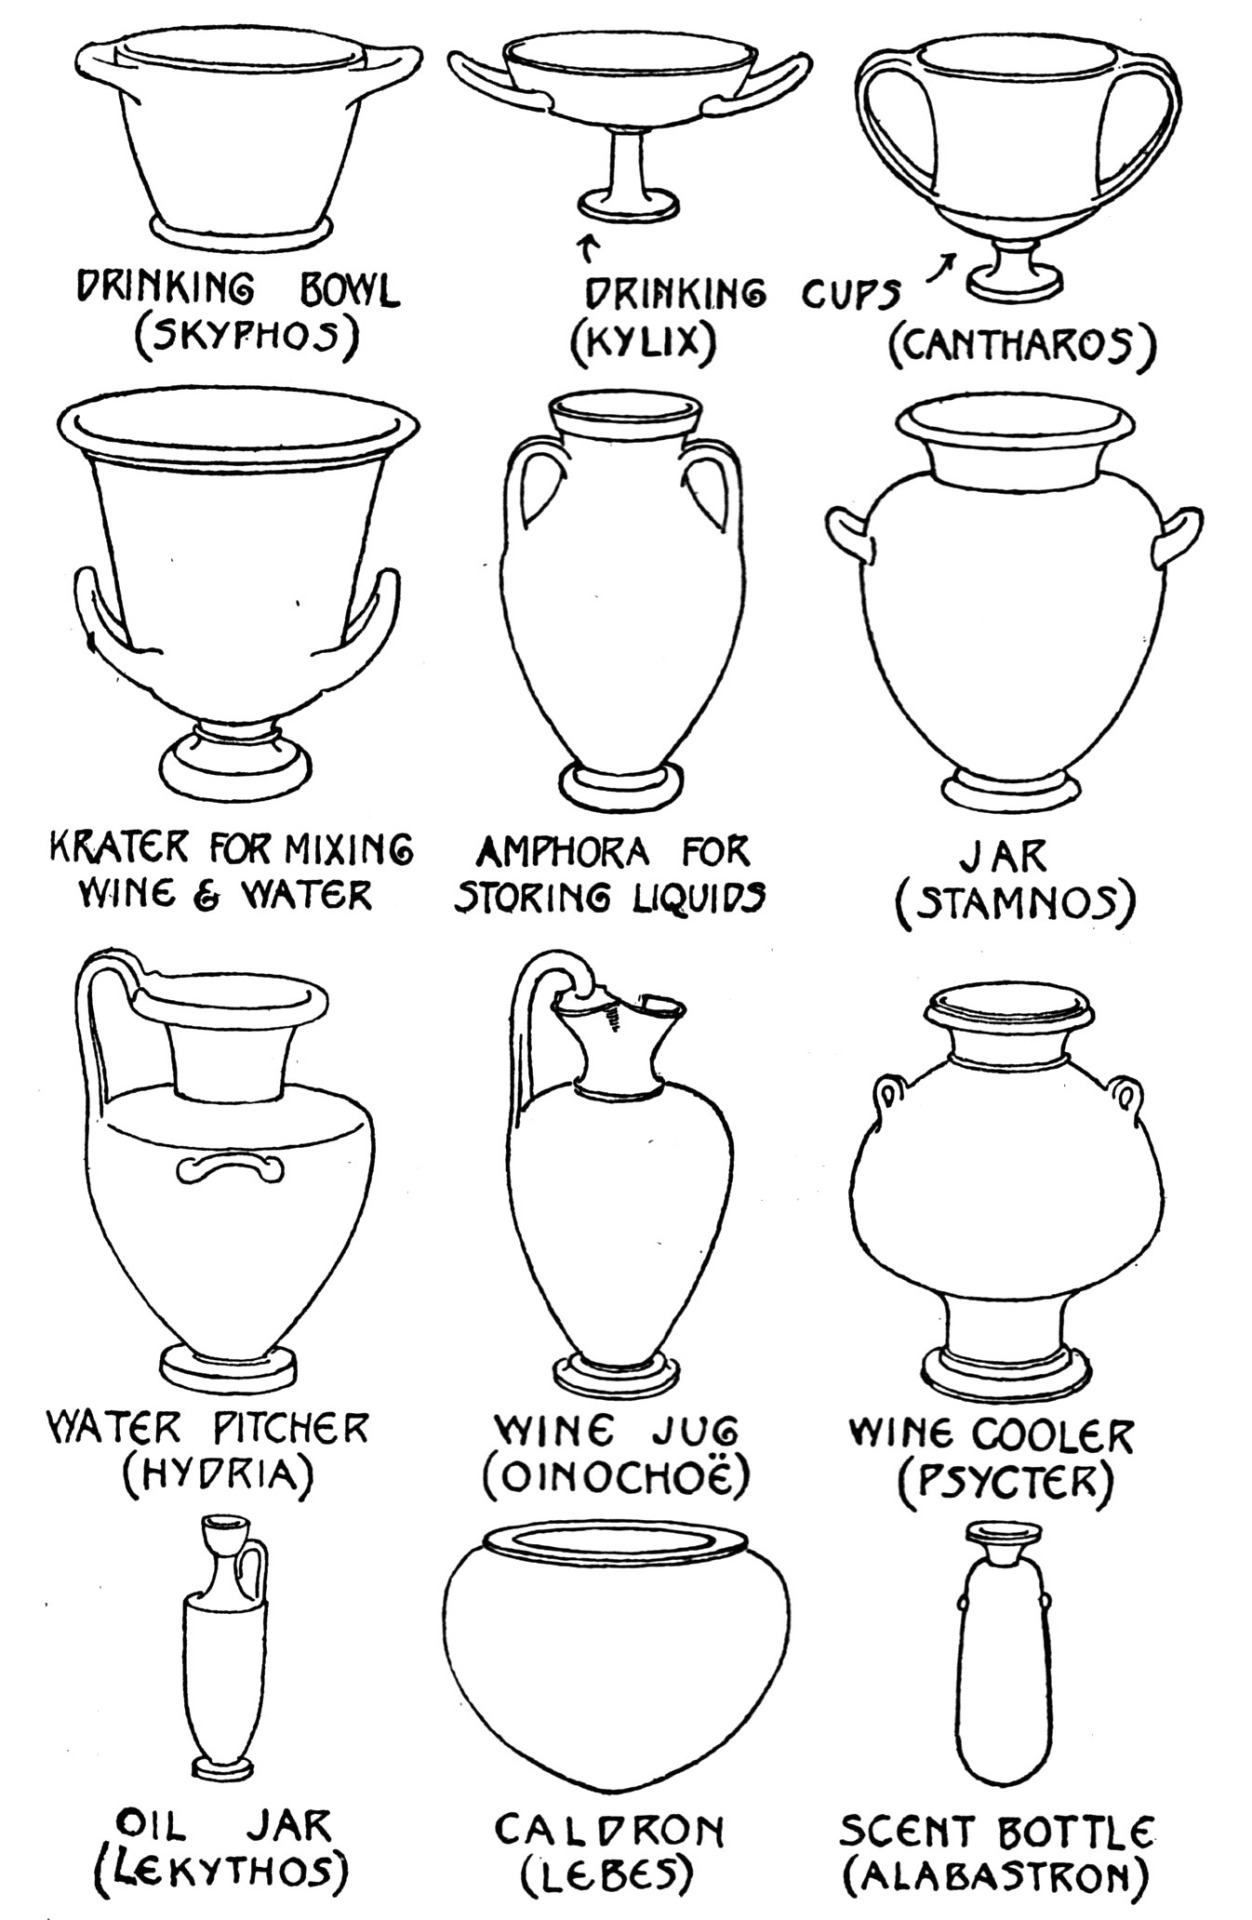 DRINKING BOWL
(SKYPHOS)
DRINKING CUPS
(KYLIX)
(CANTHAROS)
KRATER FOR MIXING
WINE & WATER
AMPHORA FOR
STORING LIQUIDS
JAR
(STAMNOS)
WATER PITCHER
(HYDRIA)
WINE JUG
(OINOCHOË)
WINE COOLER
(PSYCTER)
OIL JAR
(LEKYTHOS)
CALDRON
(LEBES)
SCENT BOTTLE
(ALABASTRON)